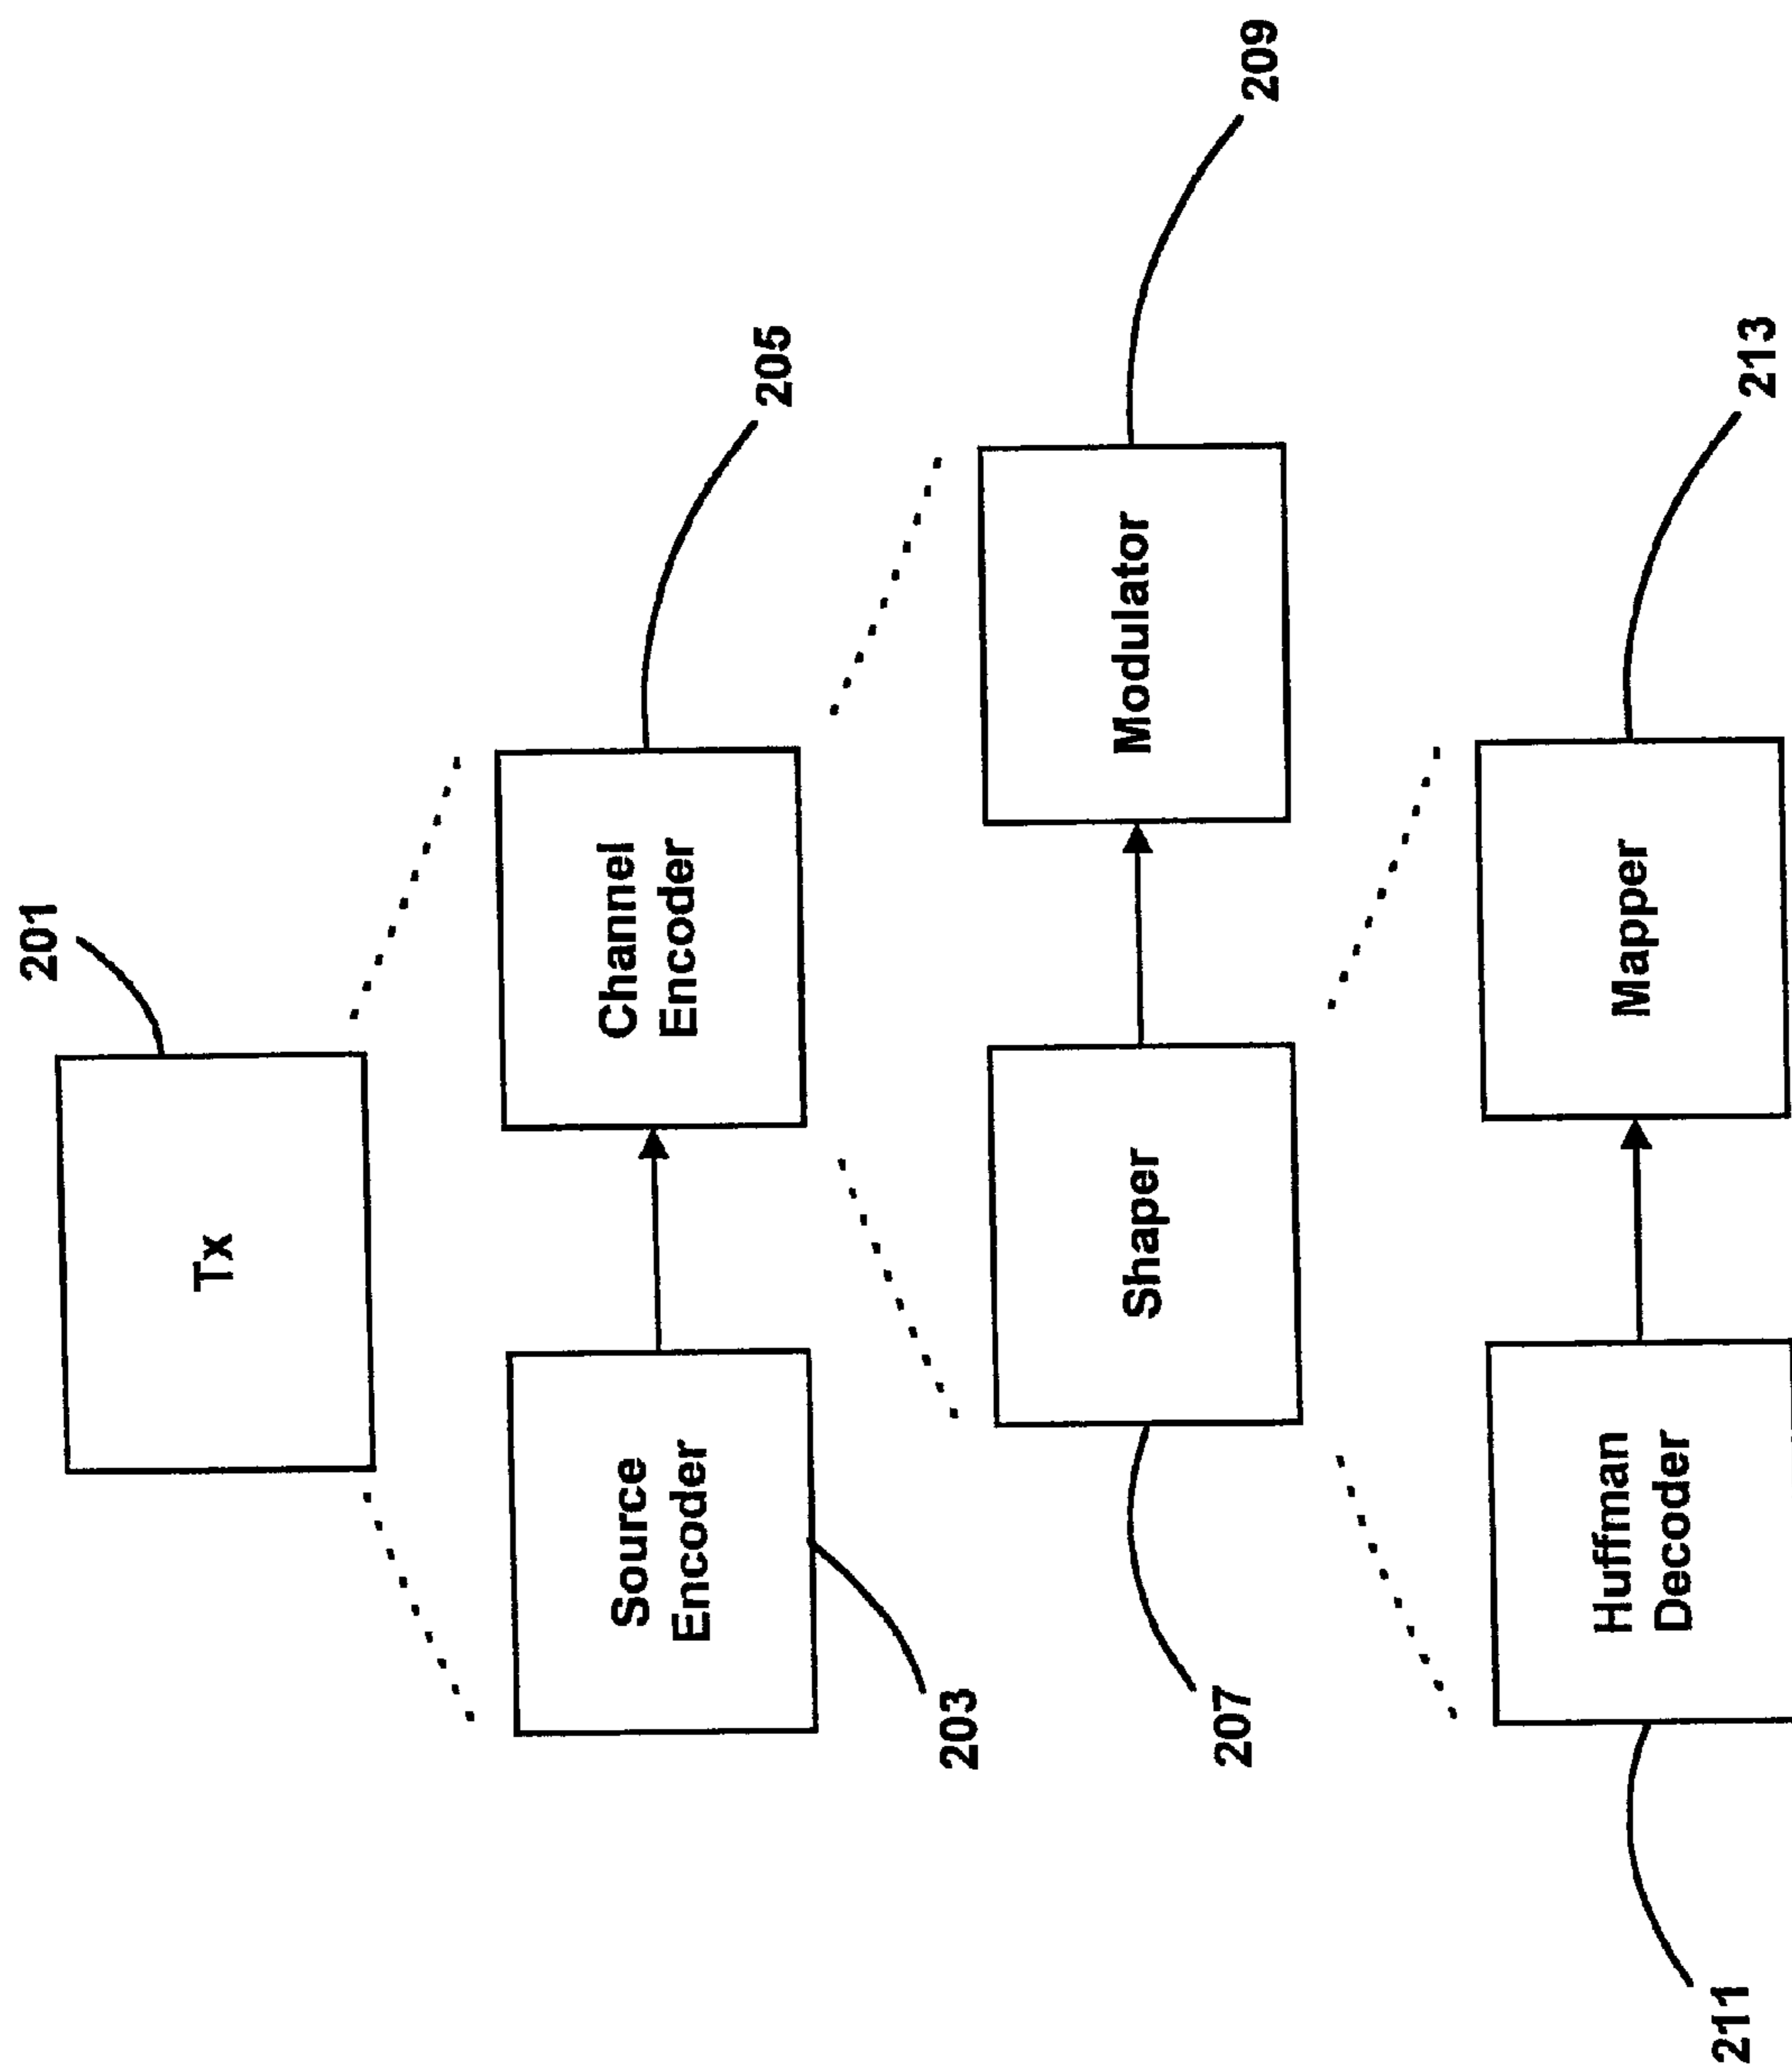 201
Tx
205
Source
Encoder
Channel
Encoder
203
209
207
Shaper
Modulator
213
211
Huffman
Decoder
Mapper